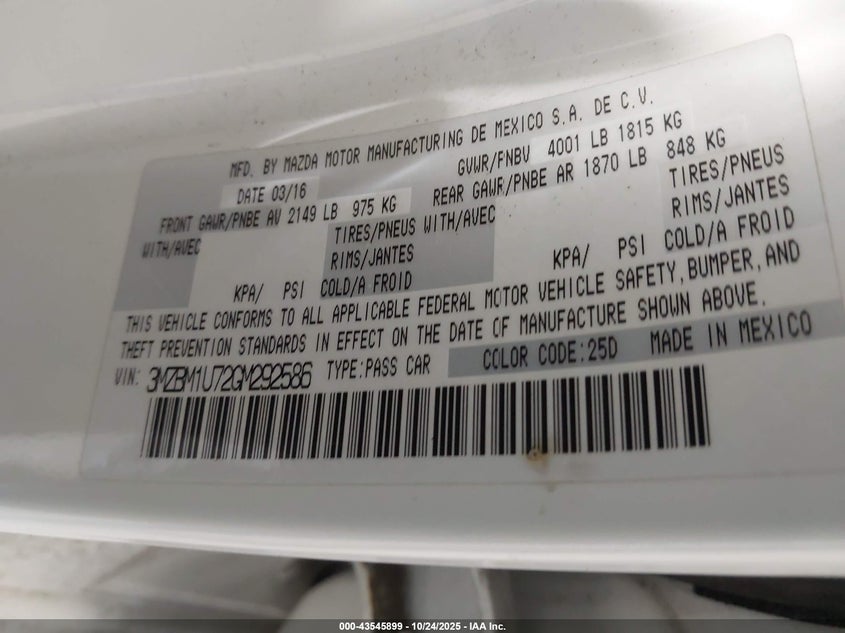 MFD. BY MAZDA MOTOR MANUFACTURING DE MEXICO S.A. DE C.V.
DATE 03/16 GVWR/PNBV 4001 LB 1815 KG
FRONT GAWR/PNBE AV 2149 LB 975 KG REAR GAWR/PNBE AR 1870 LB 848 KG
WITH/AVEC TIRES/PNEUS WITH/AVEC TIRES/PNEUS
RIMS/JANTES RIMS/JANTES
KPA/ PSI COLD/A FROID KPA/ PSI COLD/A FROID
THIS VEHICLE CONFORMS TO ALL APPLICABLE FEDERAL MOTOR VEHICLE SAFETY, BUMPER, AND
THEFT PREVENTION STANDARDS IN EFFECT ON THE DATE OF MANUFACTURE SHOWN ABOVE.
VIN: 3MZBM1U72GM292586 TYPE:PASS CAR COLOR CODE:25D MADE IN MEXICO
000-43545899 - 10/24/2025 - IAA Inc.